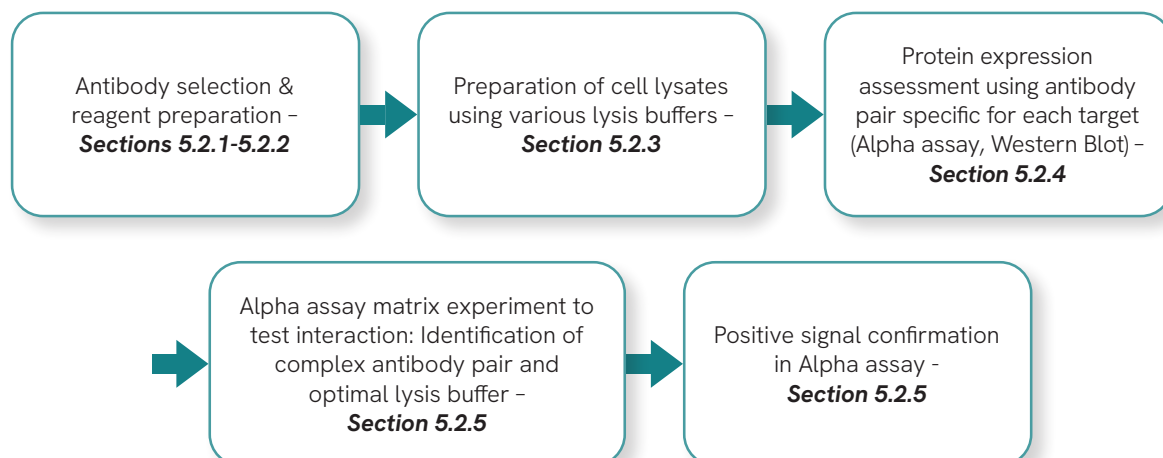 Antibody selection &
reagent preparation –
Sections 5.2.1-5.2.2
Preparation of cell lysates
using various lysis buffers –
Section 5.2.3
Protein expression
assessment using antibody
pair specific for each target
(Alpha assay, Western Blot) –
Section 5.2.4
Alpha assay matrix experiment to
test interaction: Identification of
complex antibody pair and
optimal lysis buffer –
Section 5.2.5
Positive signal confirmation
in Alpha assay -
Section 5.2.5